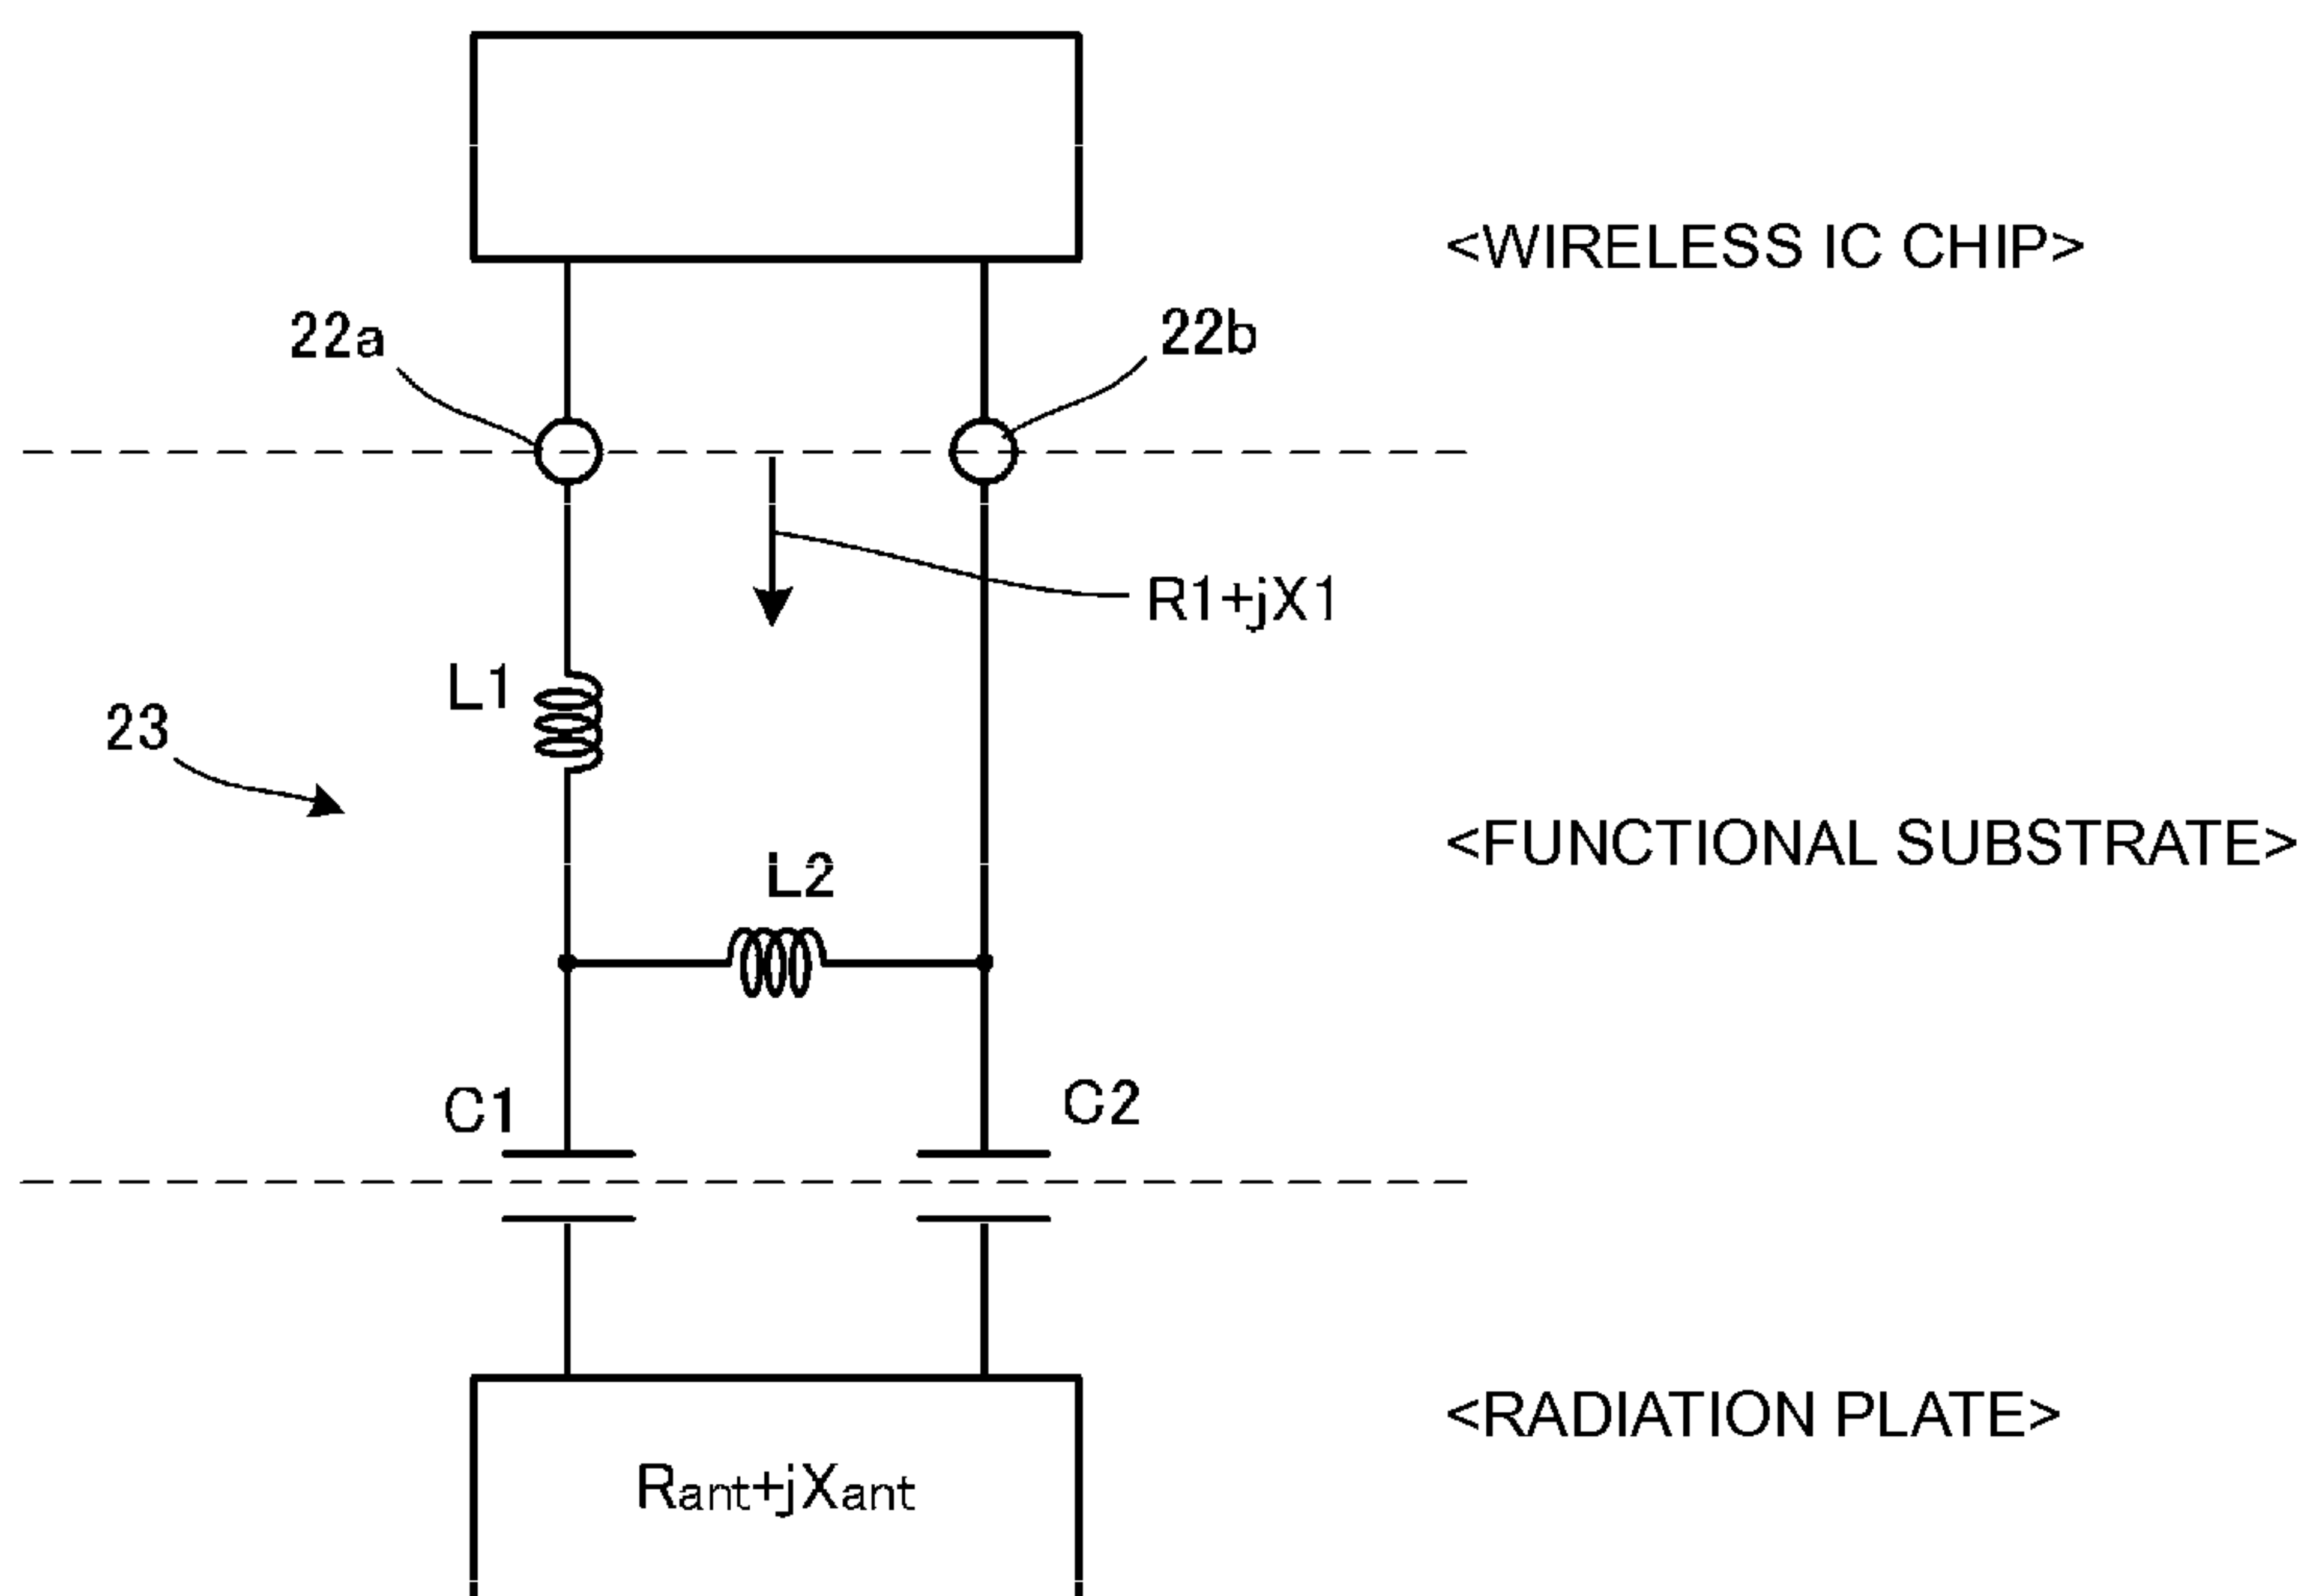 <WIRELESS IC CHIP>
22a
22b
R1+jX1
L1
23
<FUNCTIONAL SUBSTRATE>
L2
C1
C2
<RADIATION PLATE>
Rant+jXant